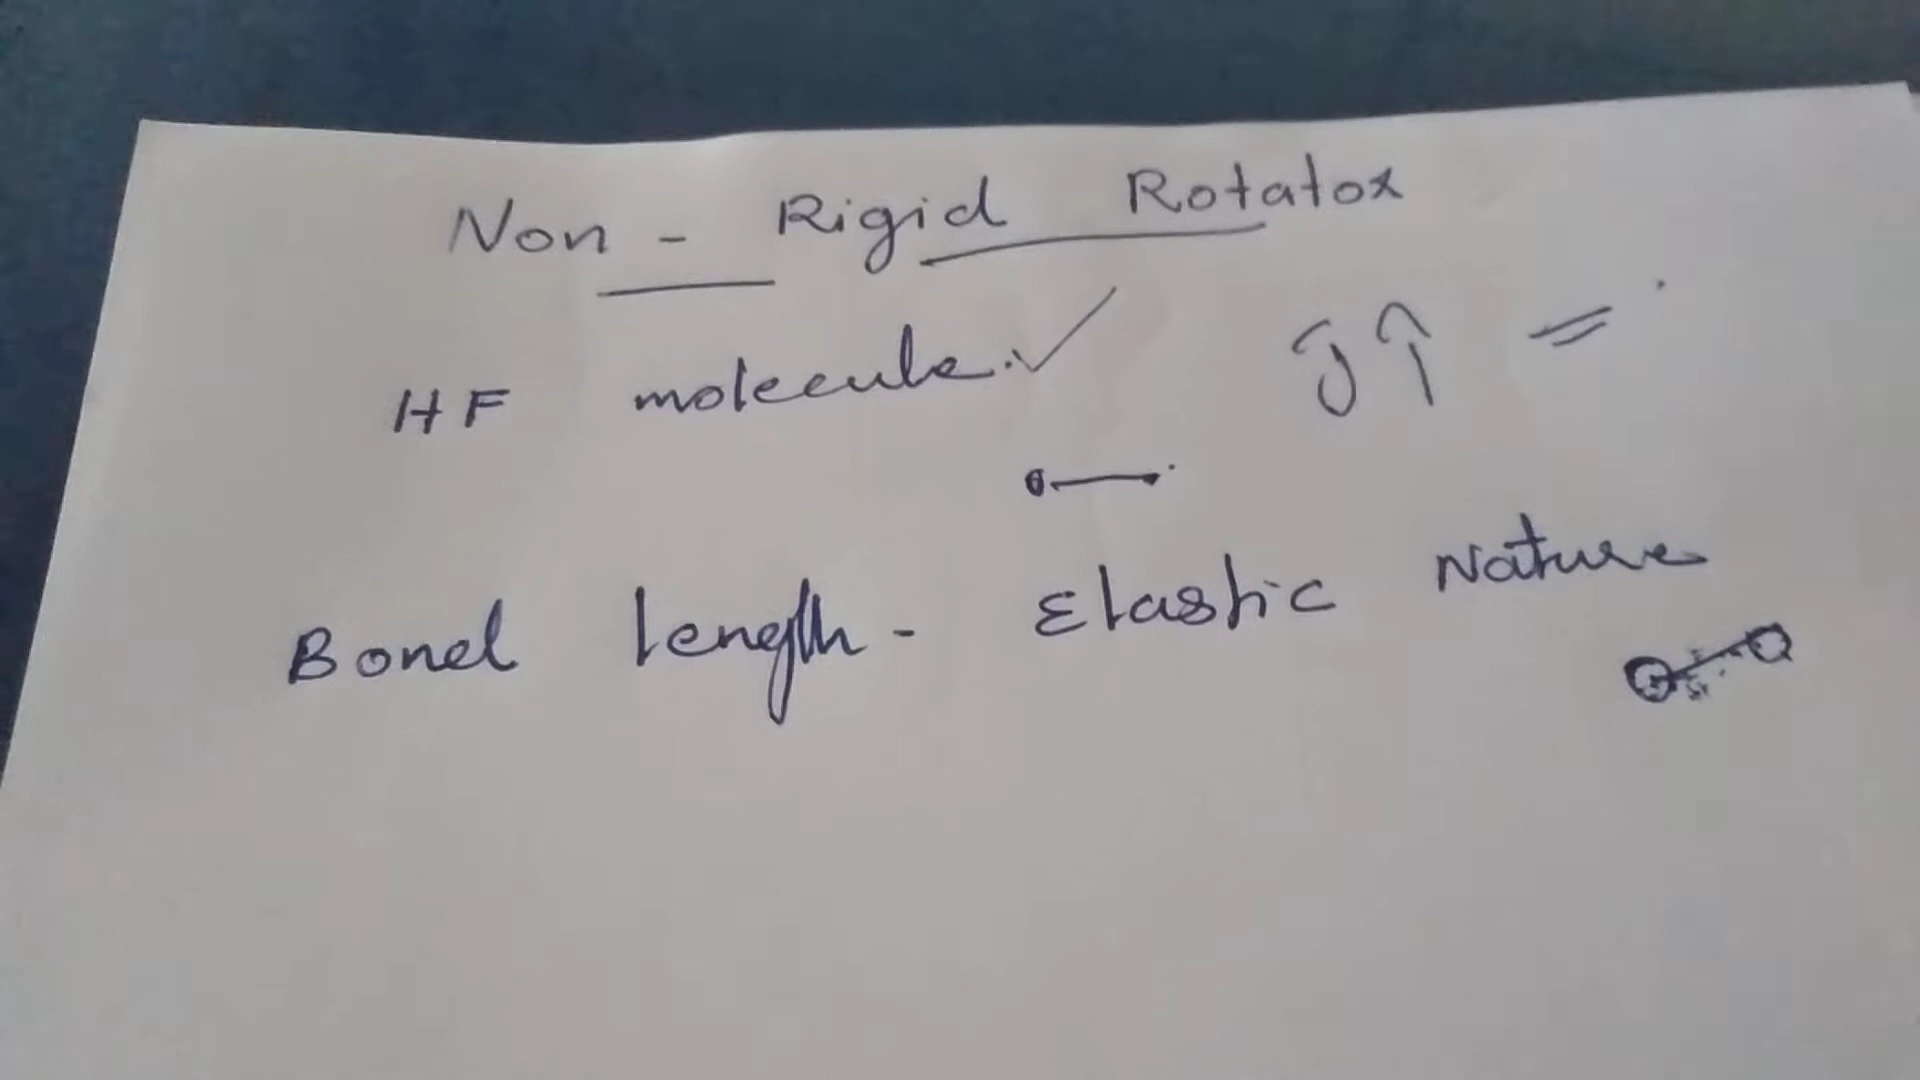 Non - Rigid Rotator
HF molecule. ✓ J↑ =
Bond length - Elastic Nature